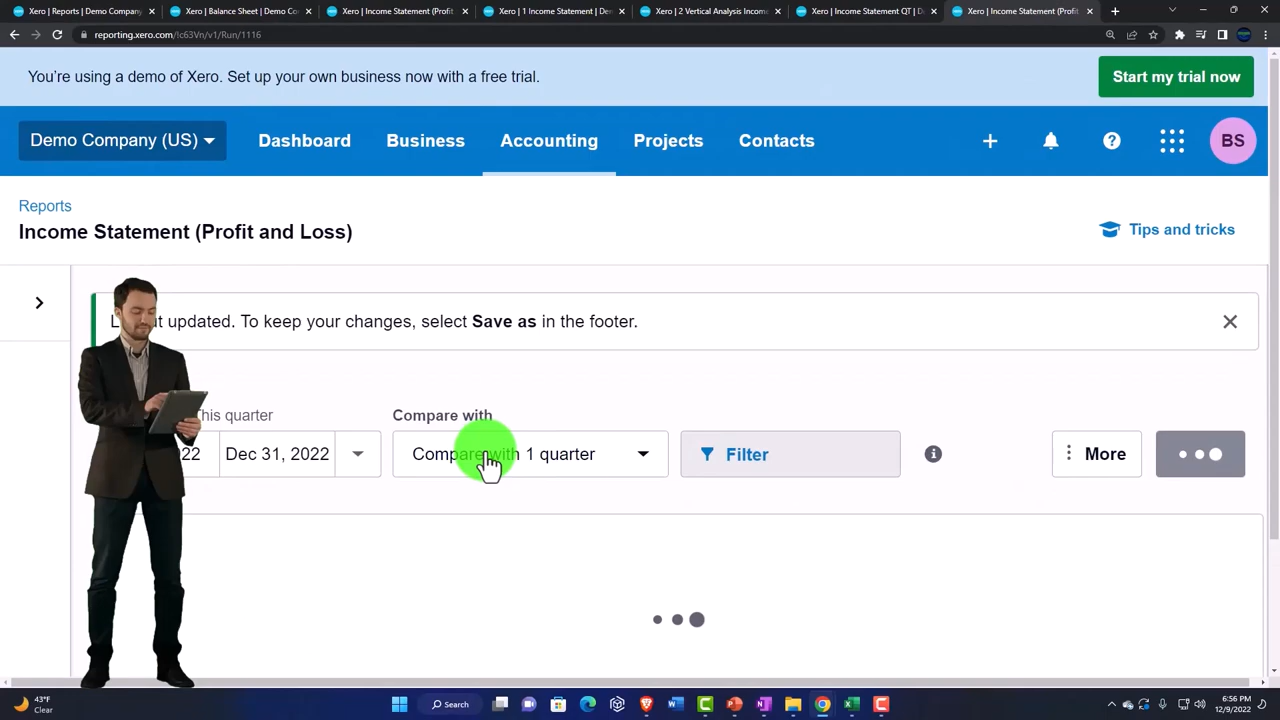 Xero | Reports | Demo Company
Xero | Balance Sheet | Demo Co
Xero | Income Statement (Profit
Xero | 1 Income Statement | De
Xero | 2 Vertical Analysis Income
Xero | Income Statement QT | D
Xero | Income Statement (Profit
reporting.xero.com/!c63Vn/v1/Run/1116
You're using a demo of Xero. Set up your own business now with a free trial.
Start my trial now
Demo Company (US)
Dashboard
Business
Accounting
Projects
Contacts
BS
Reports
Income Statement (Profit and Loss)
Tips and tricks
updated. To keep your changes, select Save as in the footer.
This quarter
Compare with
Dec 31, 2022
Compare with 1 quarter
Filter
More
43°F
Clear
Search
6:56 PM
12/9/2022